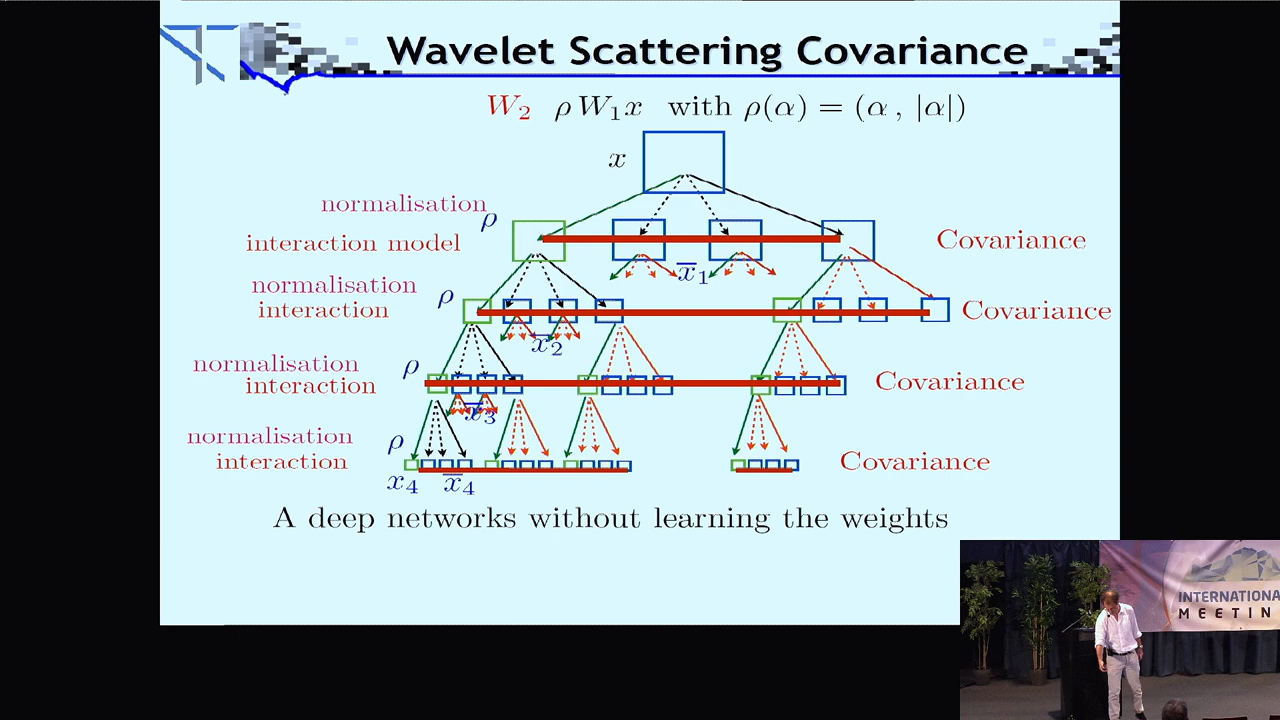 Wavelet Scattering Covariance
W₂ ρ W₁x with ρ(α) = (α , |α|)
x
normalisation ρ
interaction model Covariance
x̅₁
normalisation ρ
interaction Covariance
x̅₂
normalisation ρ
interaction Covariance
x̅₃
normalisation ρ
interaction Covariance
x₄ x̅₄
A deep networks without learning the weights
INTERNATIONA
MEETIN